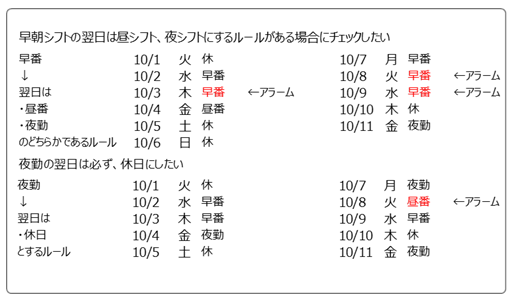 早朝シフトの翌日は昼シフト、夜シフトにするルールがある場合にチェックしたい
早番 10/1 火 休 10/7 月 早番
↓ 10/2 水 早番 10/8 火 早番 ←アラーム
翌日は 10/3 木 早番 ←アラーム 10/9 水 早番 ←アラーム
・昼番 10/4 金 昼番 10/10 木 休
・夜勤 10/5 土 休 10/11 金 夜勤
のどちらかであるルール 10/6 日 休
夜勤の翌日は必ず、休日にしたい
夜勤 10/1 火 休 10/7 月 夜勤
↓ 10/2 水 早番 10/8 火 昼番 ←アラーム
翌日は 10/3 木 早番 10/9 水 早番
・休日 10/4 金 夜勤 10/10 木 休
とするルール 10/5 土 休 10/11 金 夜勤